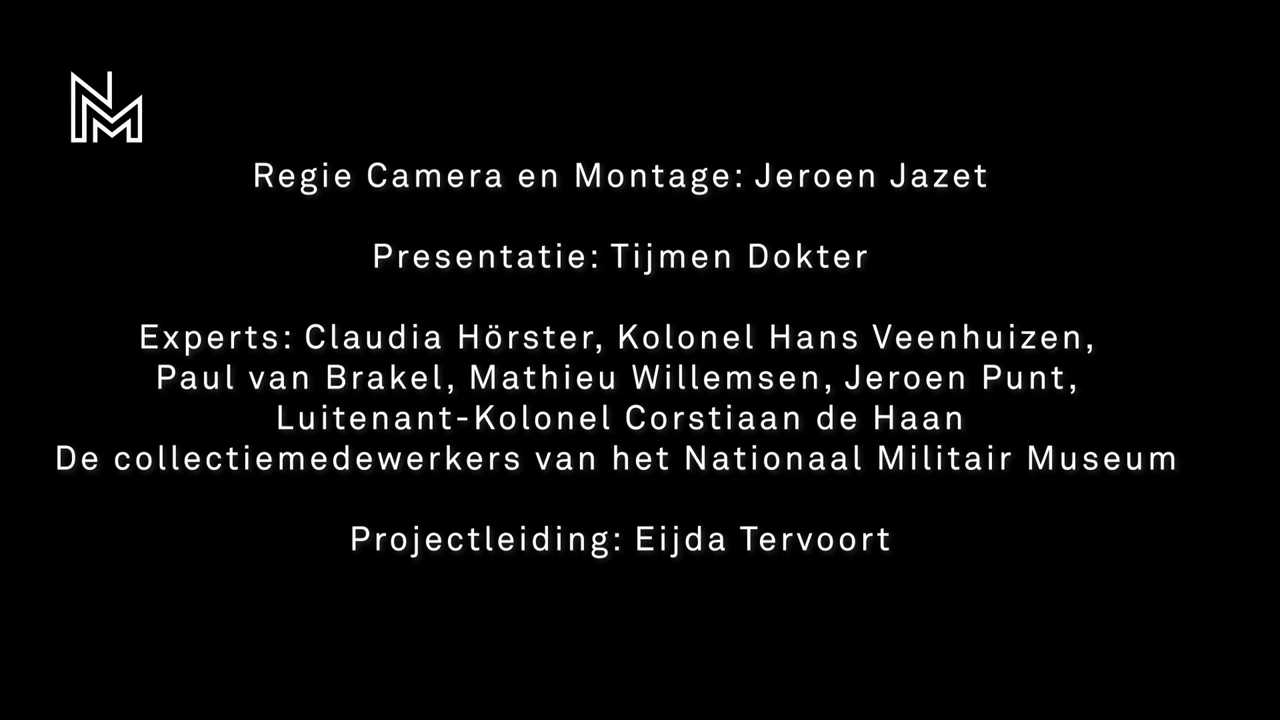 NMM
Regie Camera en Montage: Jeroen Jazet
Presentatie: Tijmen Dokter
Experts: Claudia Hörster, Kolonel Hans Veenhuizen,
Paul van Brakel, Mathieu Willemsen, Jeroen Punt,
Luitenant-Kolonel Corstiaan de Haan
De collectiemedewerkers van het Nationaal Militair Museum
Projectleiding: Eijda Tervoort